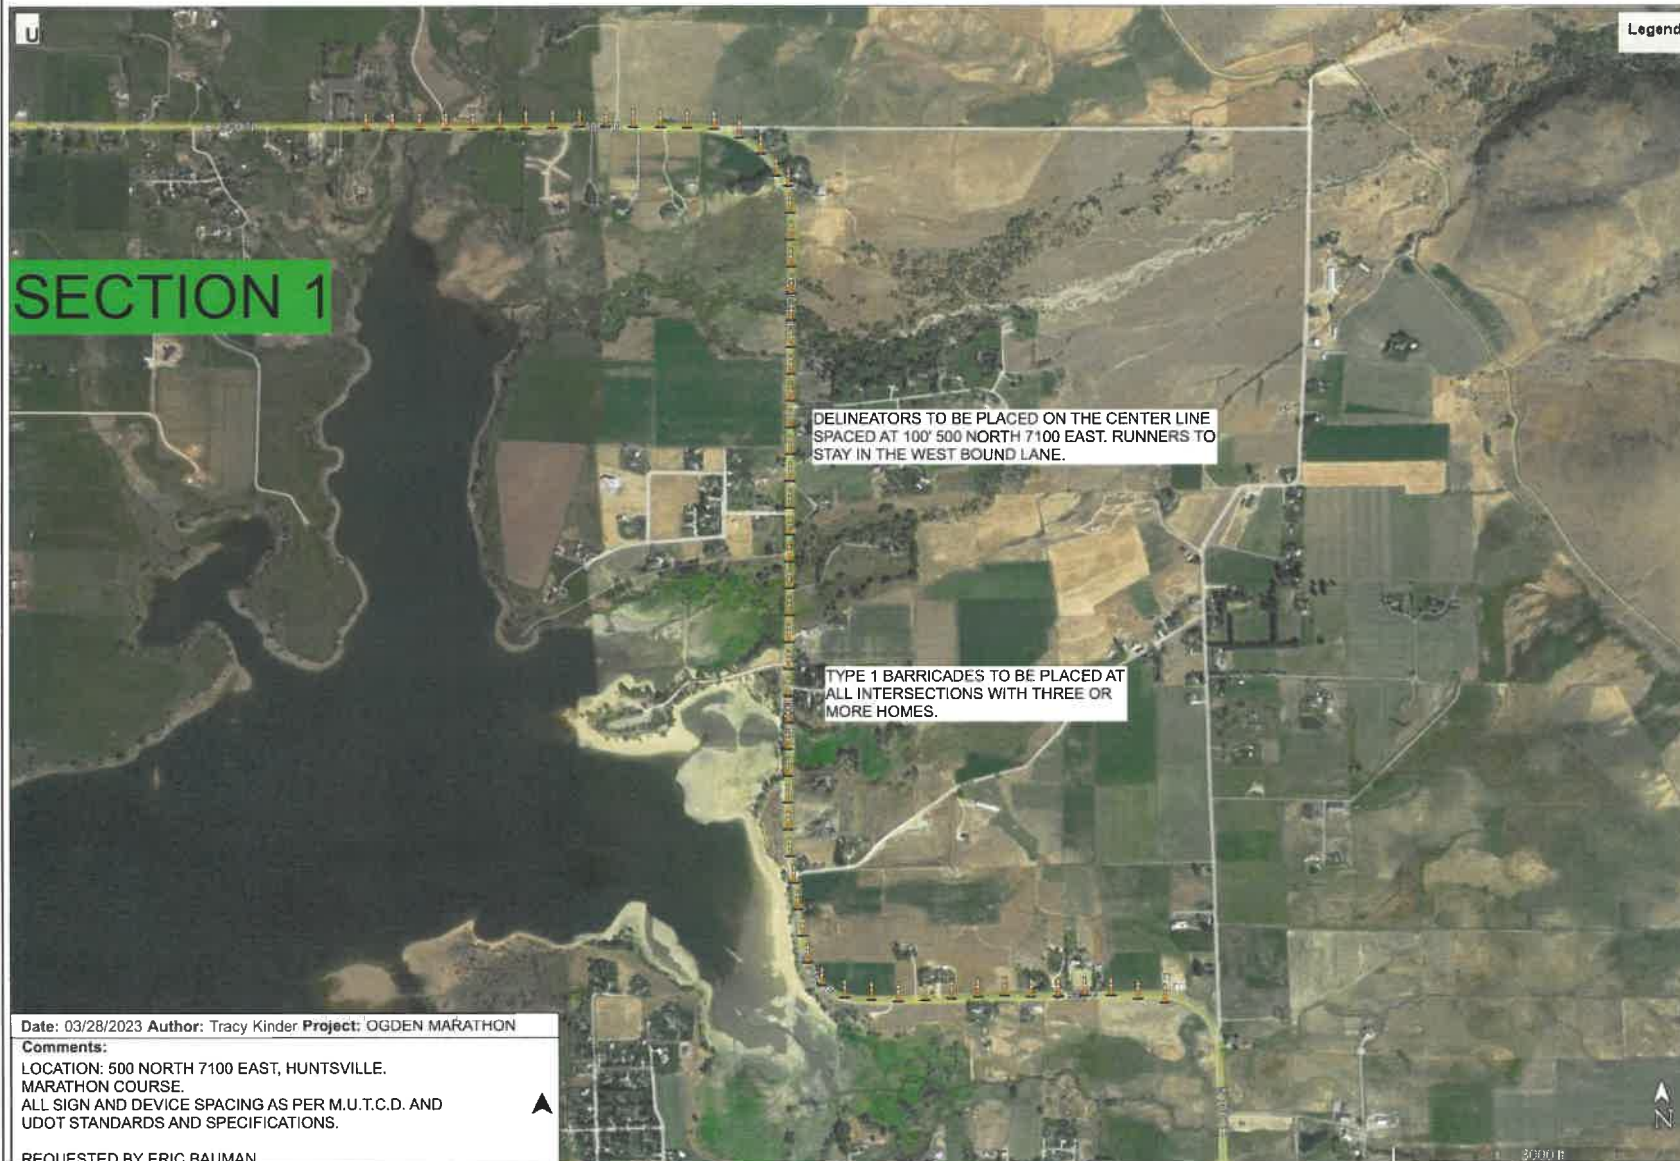 U
Legend
SECTION 1
DELINEATORS TO BE PLACED ON THE CENTER LINE
SPACED AT 100' 500 NORTH 7100 EAST. RUNNERS TO
STAY IN THE WEST BOUND LANE.
TYPE 1 BARRICADES TO BE PLACED AT
ALL INTERSECTIONS WITH THREE OR
MORE HOMES.
Date: 03/28/2023 Author: Tracy Kinder Project: OGDEN MARATHON
Comments:
LOCATION: 500 NORTH 7100 EAST, HUNTSVILLE.
MARATHON COURSE.
ALL SIGN AND DEVICE SPACING AS PER M.U.T.C.D. AND
UDOT STANDARDS AND SPECIFICATIONS.
REQUESTED BY ERIC BAUMAN
N
3000 ft